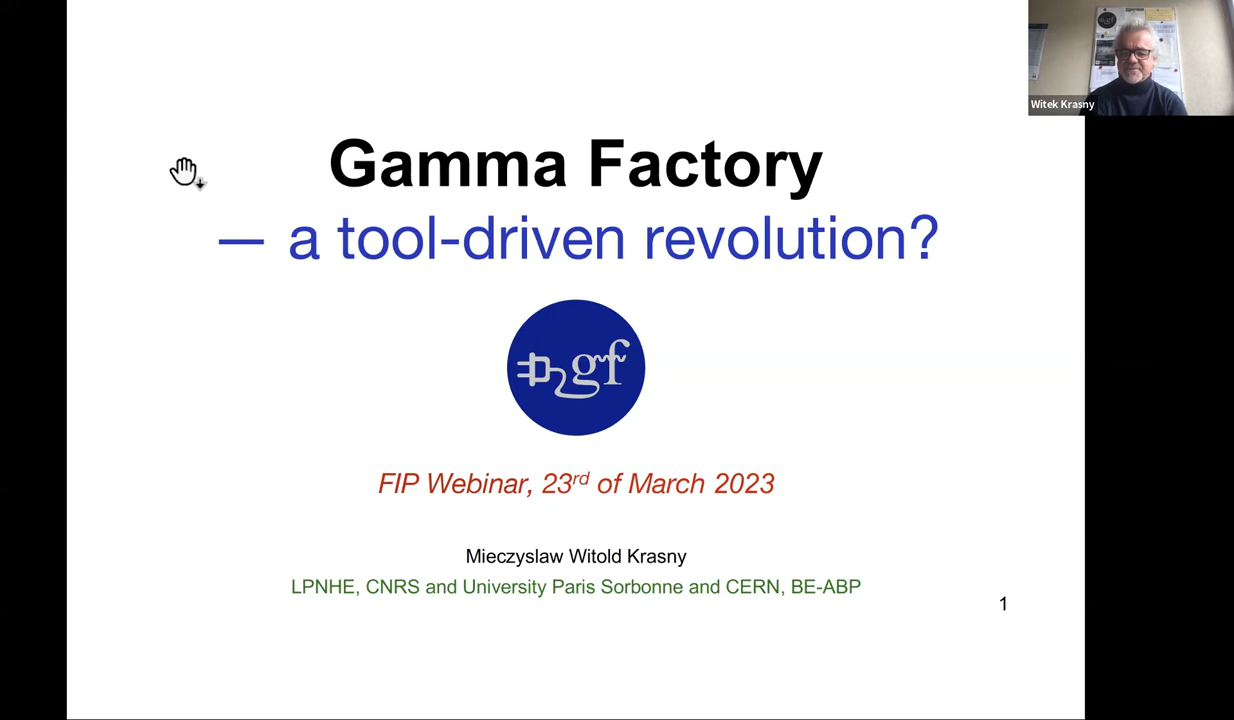 Witek Krasny
Gamma Factory
— a tool-driven revolution?
gf
FIP Webinar, 23rd of March 2023
Mieczyslaw Witold Krasny
LPNHE, CNRS and University Paris Sorbonne and CERN, BE-ABP
1